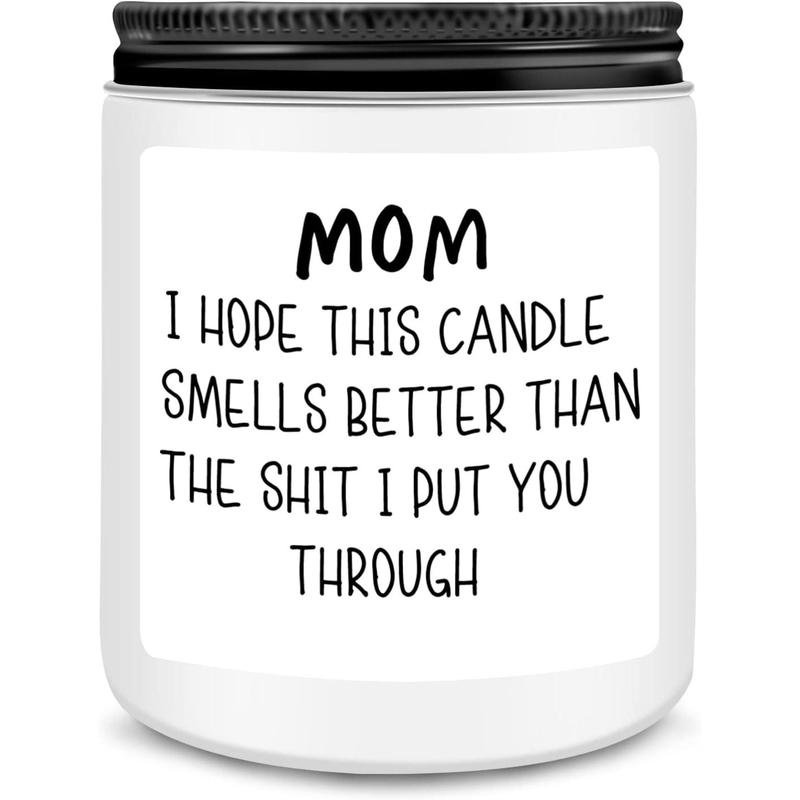 MOM
I HOPE THIS CANDLE
SMELLS BETTER THAN
THE SHIT I PUT YOU
THROUGH